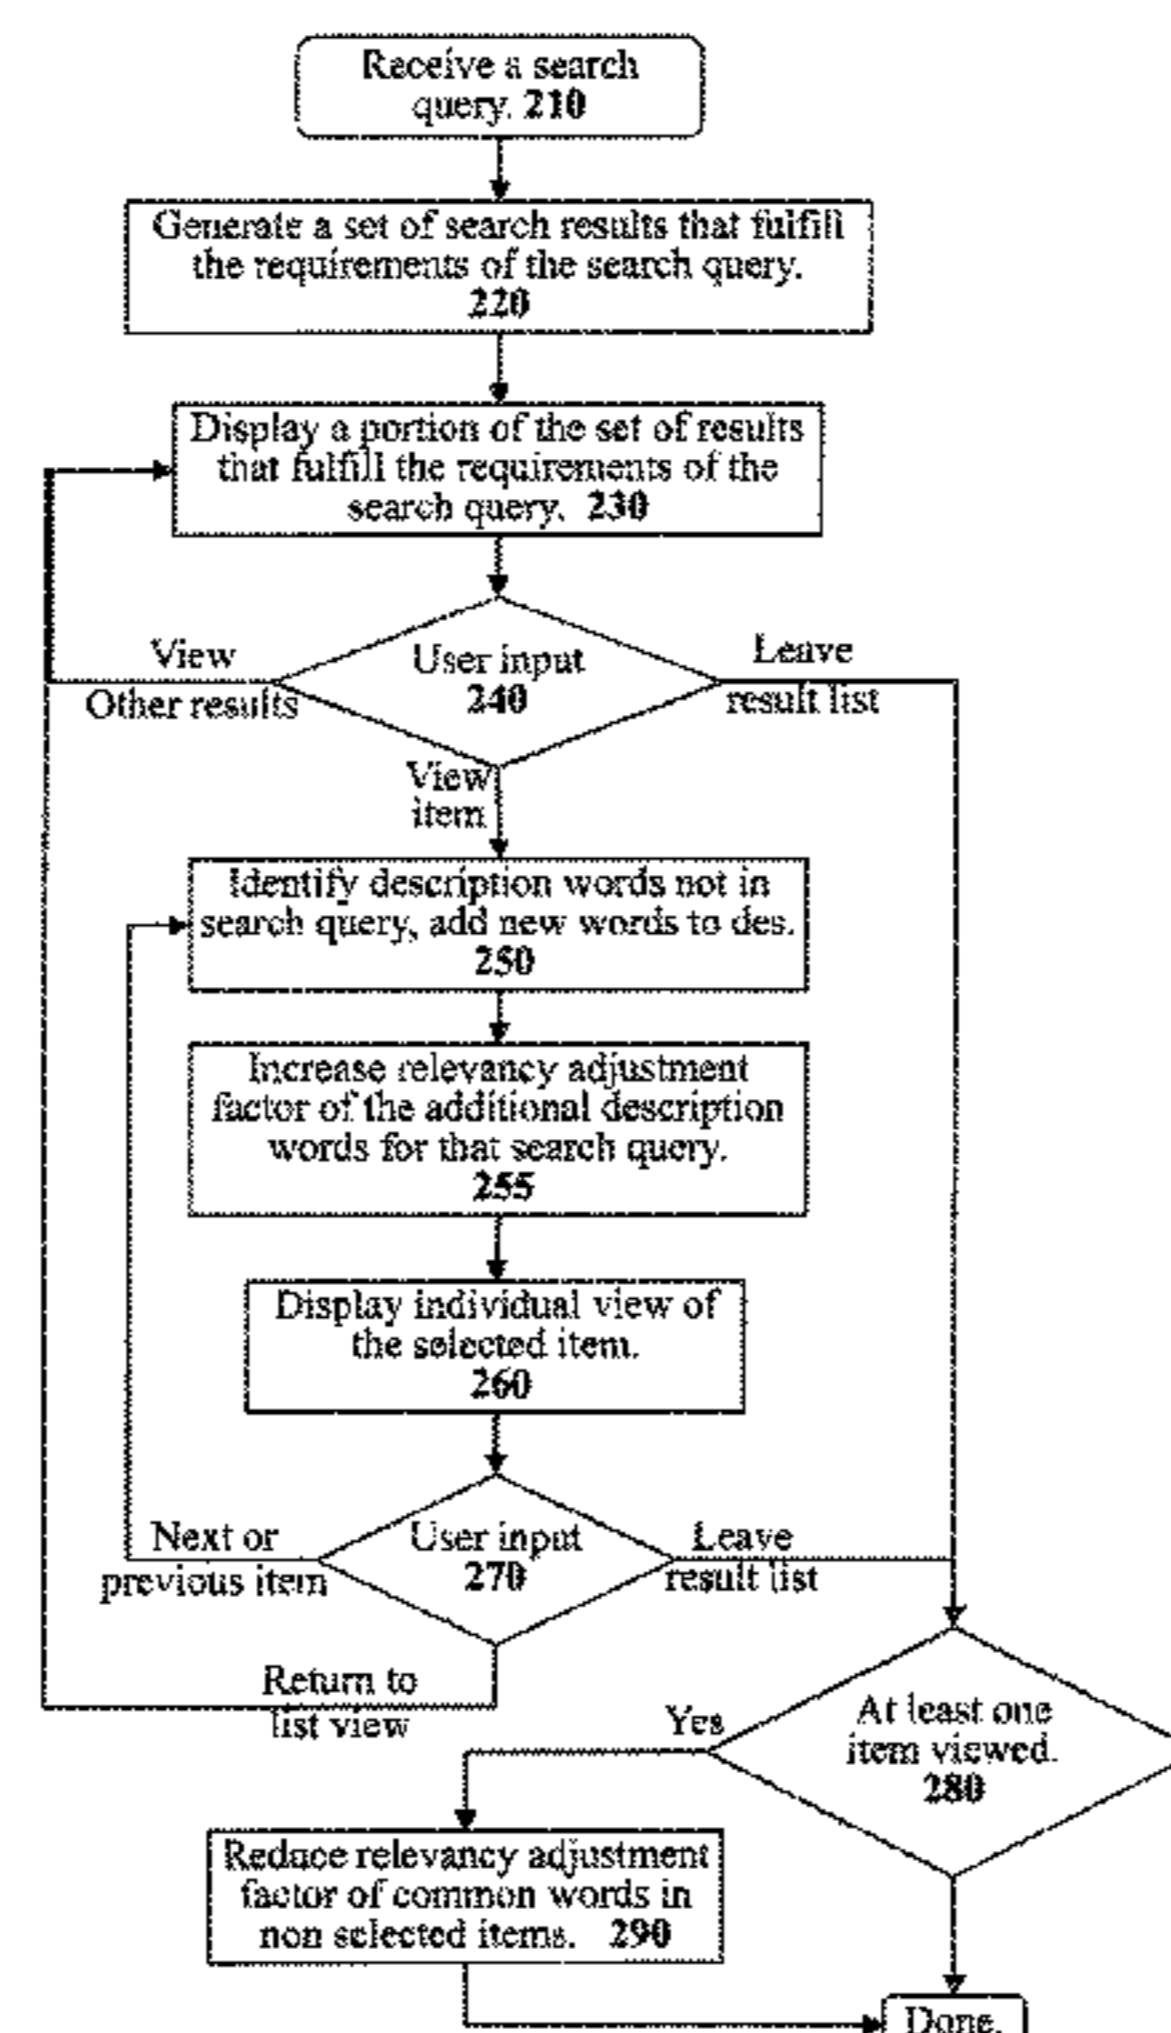 Receive a search
query. 210
Generate a set of search results that fulfill
the requirements of the search query.
220
Display a portion of the set of results
that fulfill the requirements of the
search query. 230
User input
240
View
Other results
Leave
result list
View
item
Identify description words not in
search query, add new words to des.
250
Increase relevancy adjustment
factor of the additional description
words for that search query.
255
Display individual view of
the selected item.
260
User input
270
Next or
previous item
Leave
result list
Return to
list view
At least one
item viewed.
280
Yes
Reduce relevancy adjustment
factor of common words in
non selected items. 290
Done.